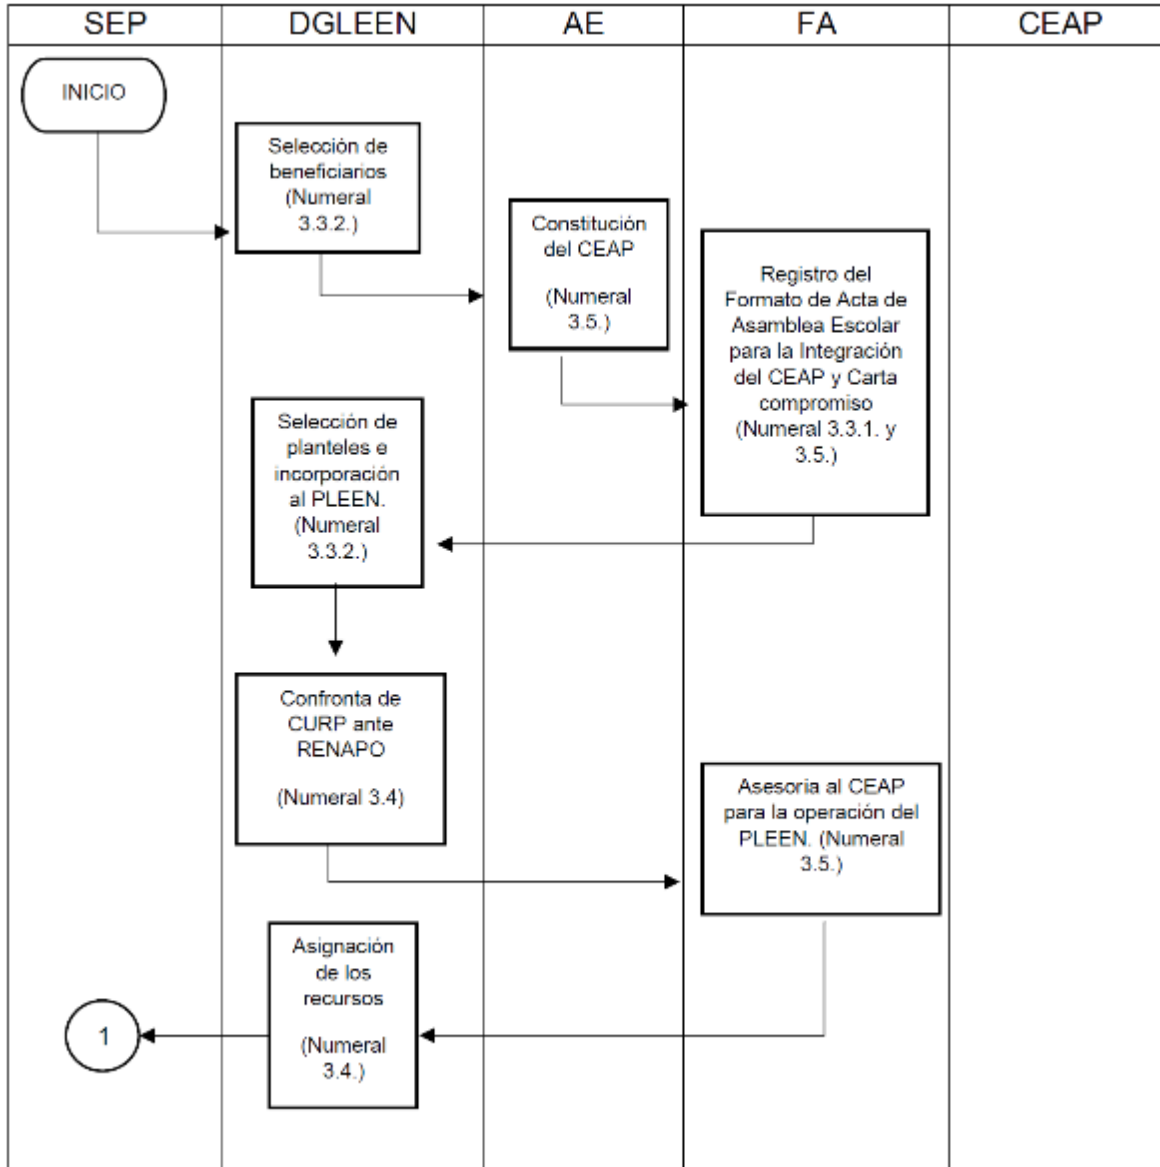 SEP DGLEEN AE FA CEAP
INICIO
Selección de
beneficiarios
(Numeral
3.3.2.)
Constitución
del CEAP
(Numeral
3.5.)
Registro del
Formato de Acta de
Asamblea Escolar
para la Integración
del CEAP y Carta
compromiso
(Numeral 3.3.1. y
3.5.)
Selección de
planteles e
incorporación
al PLEEN.
(Numeral
3.3.2.)
Confronta de
CURP ante
RENAPO
(Numeral 3.4)
Asesoria al CEAP
para la operación del
PLEEN. (Numeral
3.5.)
Asignación
de los
recursos
(Numeral
3.4.)
1